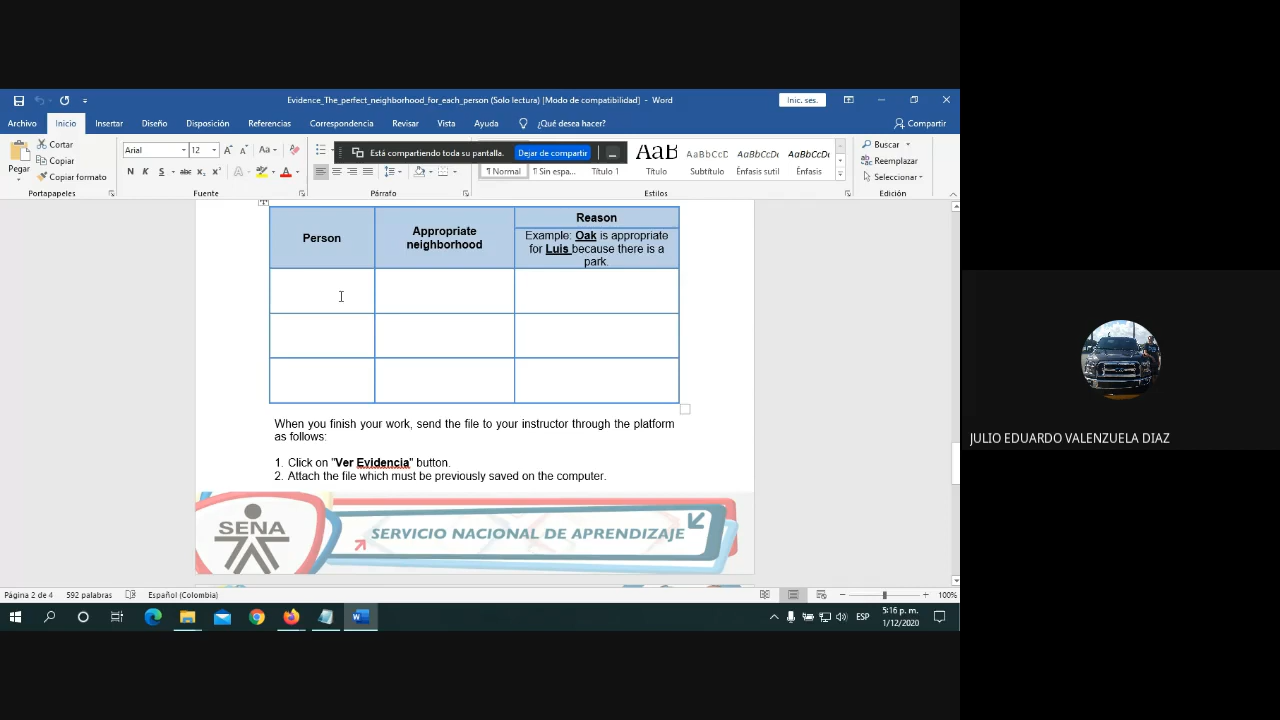 Evidence_The_perfect_neighborhood_for_each_person (Solo lectura) [Modo de compatibilidad] - Word
Inic. ses.
Archivo Inicio Insertar Diseño Disposición Referencias Correspondencia Revisar Vista Ayuda ¿Qué desea hacer? Compartir
Pegar
Cortar
Copiar
Copiar formato
Portapapeles
Arial 12
N K S abc x₂ x²
Fuente
Está compartiendo toda su pantalla. Dejar de compartir
Párrafo
AaB AaBbCcC AaBbCcDc AaBbCcDc
¶ Normal ¶ Sin espa... Título 1 Título Subtítulo Énfasis sutil Énfasis
Estilos
Buscar
Reemplazar
Seleccionar
Edición
Person
Appropriate
neighborhood
Reason
Example: Oak is appropriate
for Luis because there is a
park.
When you finish your work, send the file to your instructor through the platform
as follows:
1. Click on "Ver Evidencia" button.
2. Attach the file which must be previously saved on the computer.
SENA
SERVICIO NACIONAL DE APRENDIZAJE
JULIO EDUARDO VALENZUELA DIAZ
Página 2 de 4 592 palabras Español (Colombia) 100%
ESP
5:16 p. m.
1/12/2020